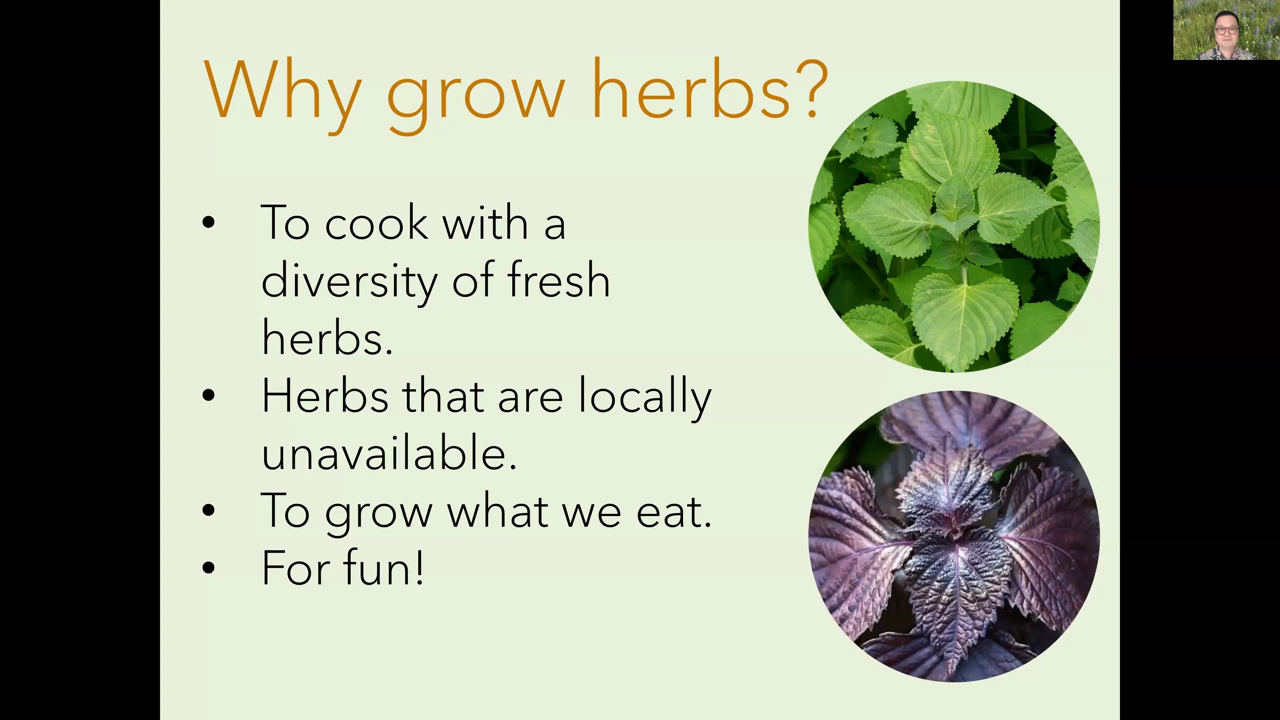 Why grow herbs?
• To cook with a
diversity of fresh
herbs.
• Herbs that are locally
unavailable.
• To grow what we eat.
• For fun!